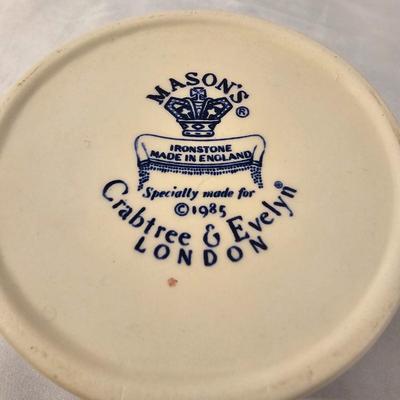 MASON'S®
IRONSTONE
MADE IN ENGLAND
Specially made for
©1985
Crabtree & Evelyn®
LONDON